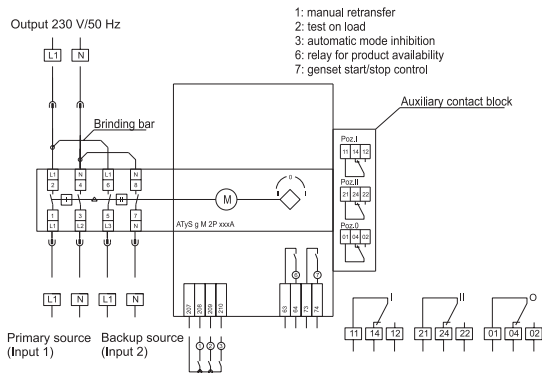 1: manual retransfer
2: test on load
3: automatic mode inhibition
6: relay for product availability
7: genset start/stop control
Output 230 V/50 Hz
L1 N
Auxiliary contact block
Brinding bar
Poz.I
11 14 12
Poz.II
21 24 22
Poz.0
01 04 02
L1 N L1 N
2 4 6 8
I II
M
0
I II
1 3 5 7
L1 L2 L3 N
ATyS g M 2P xxxA
6 7
207 208 209 210
63 64 73 74
L1 N L1 N
1 2 3
Primary source
(Input 1)
Backup source
(Input 2)
I II O
11 14 12
21 24 22
01 04 02